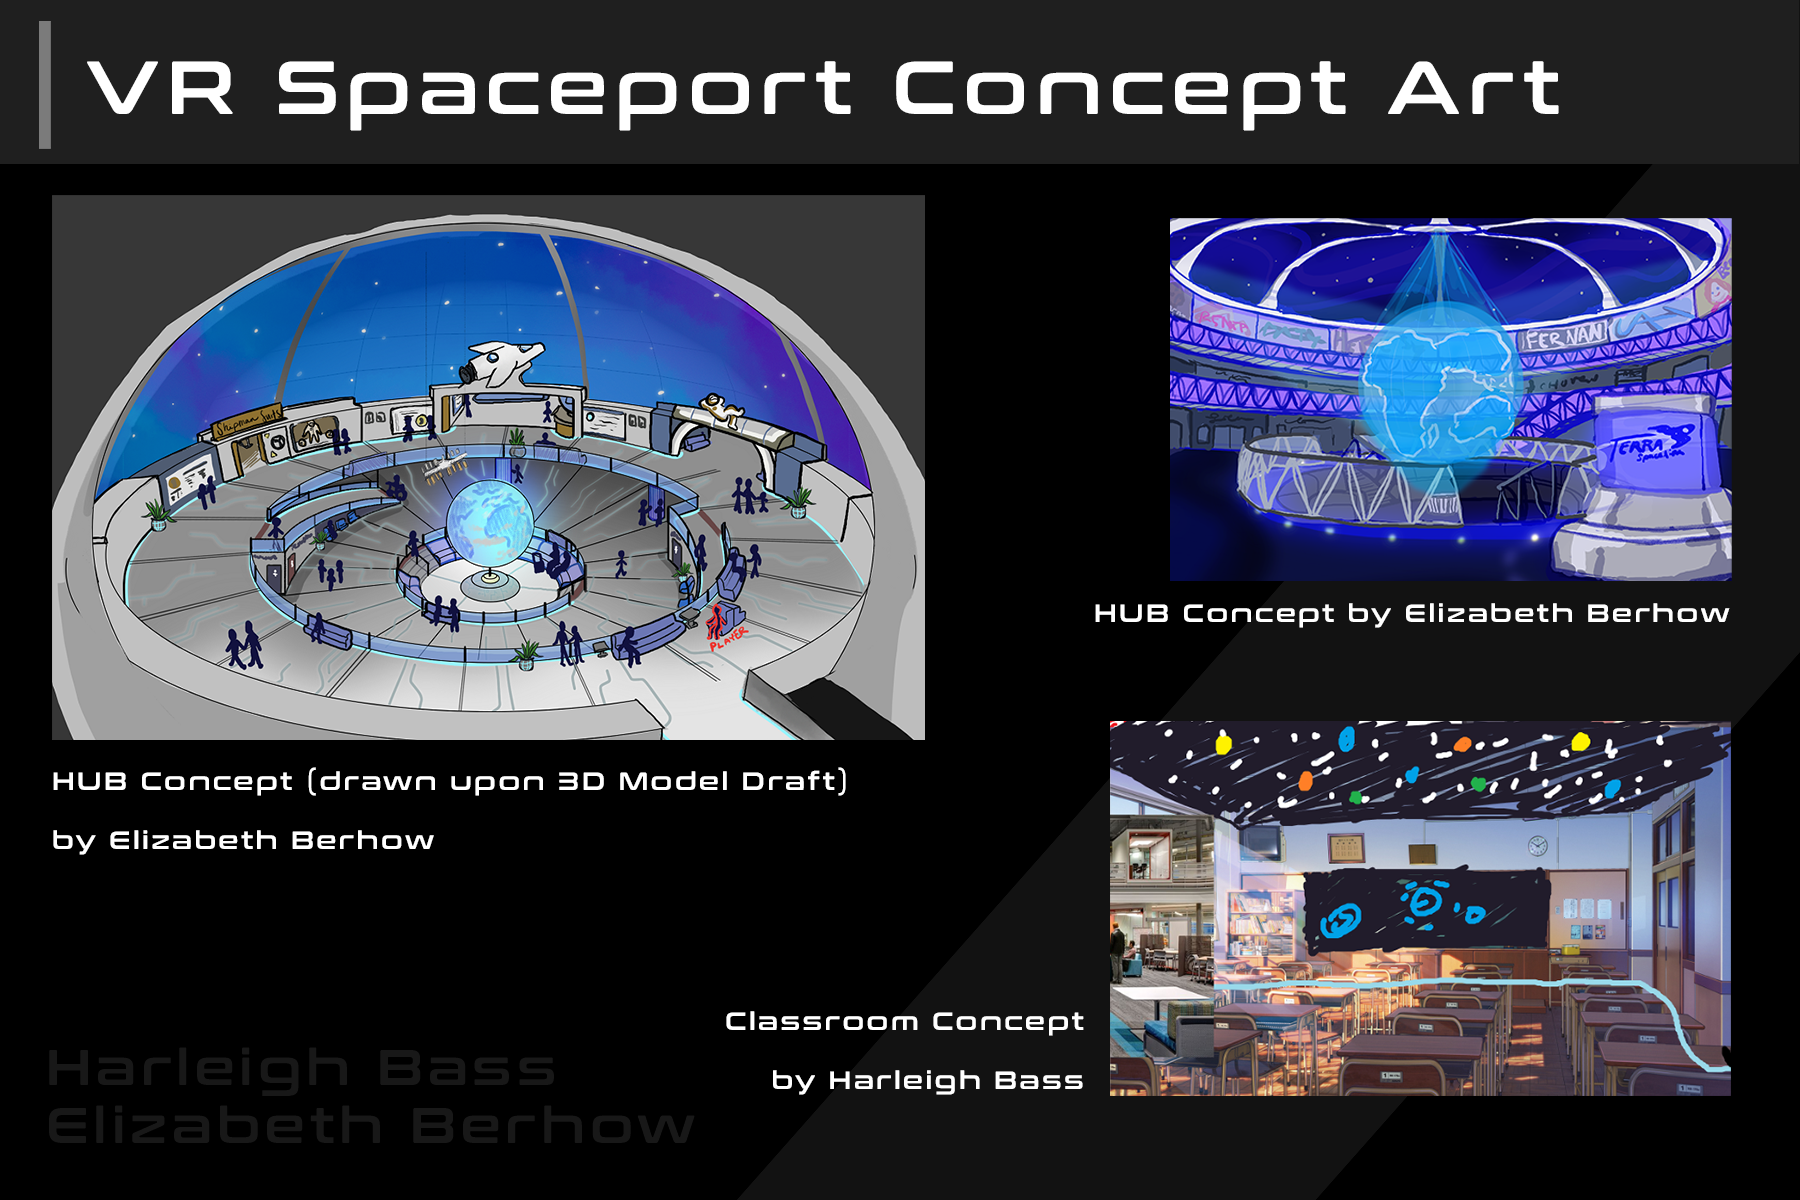 VR Spaceport Concept Art
Shipman Suits
PLAYER
HUB Concept (drawn upon 3D Model Draft)
by Elizabeth Berhow
FERNAN
TERRA
HUB Concept by Elizabeth Berhow
Classroom Concept
by Harleigh Bass
Harleigh Bass
Elizabeth Berhow